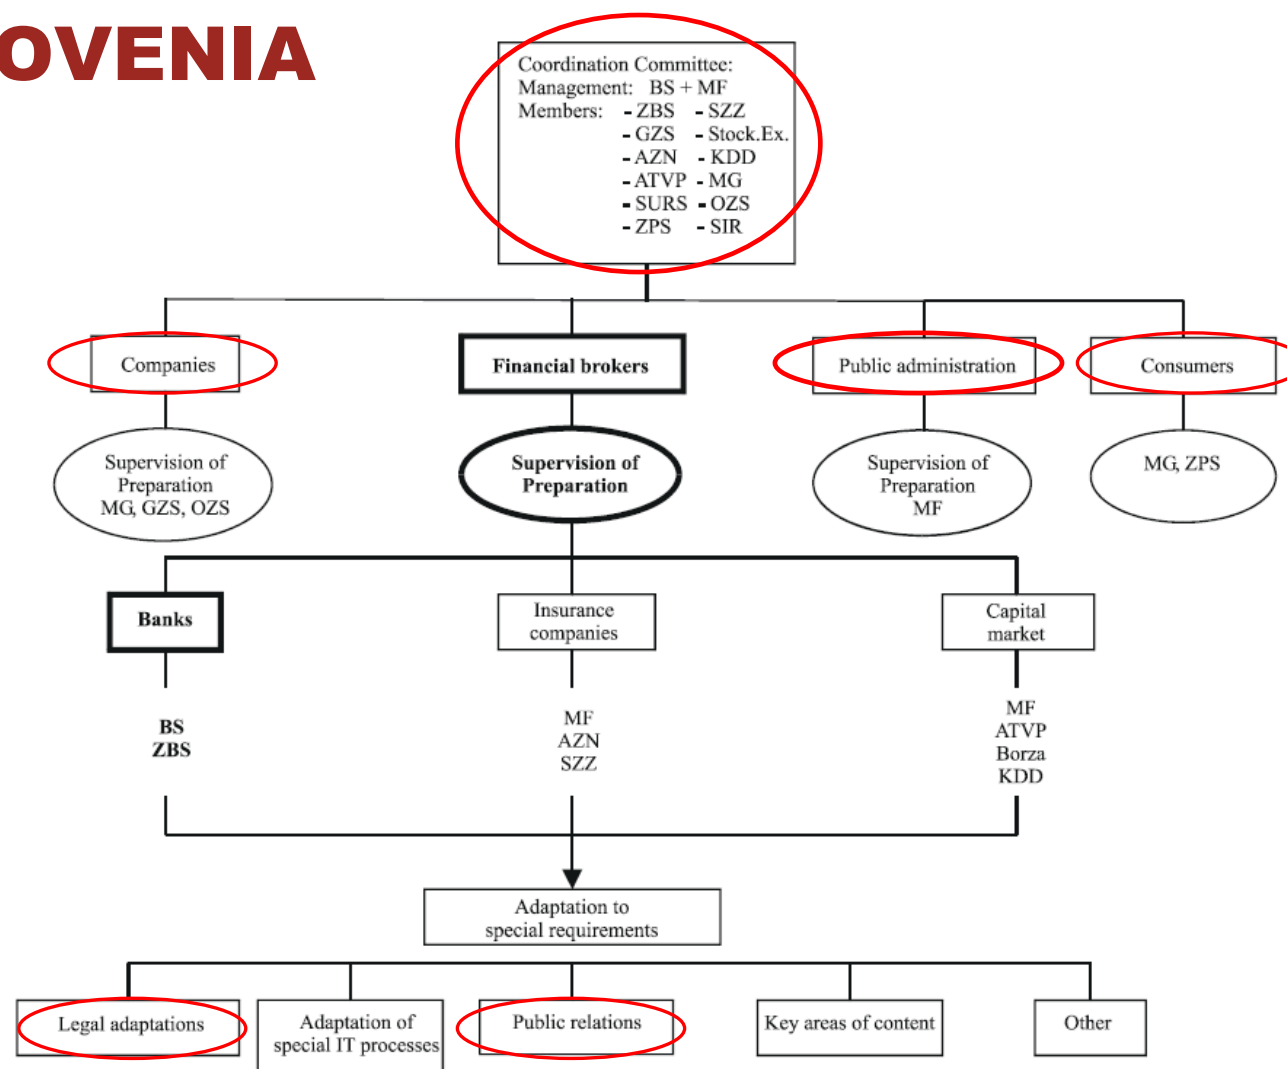 OVENIA
Coordination Committee:
Management: BS + MF
Members: - ZBS - SZZ
- GZS - Stock.Ex.
- AZN - KDD
- ATVP - MG
- SURS - OZS
- ZPS - SIR
Companies
Financial brokers
Public administration
Consumers
Supervision of
Preparation
MG, GZS, OZS
Supervision of
Preparation
Supervision of
Preparation
MF
MG, ZPS
Banks
Insurance
companies
Capital
market
BS
ZBS
MF
AZN
SZZ
MF
ATVP
Borza
KDD
Adaptation to
special requirements
Legal adaptations
Adaptation of
special IT processes
Public relations
Key areas of content
Other